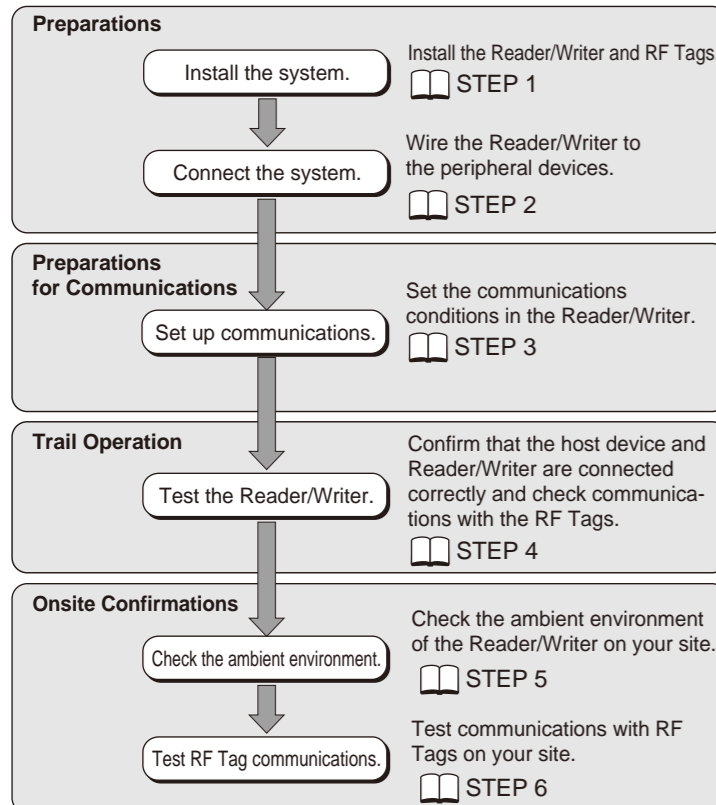 Preparations
Install the system.
Install the Reader/Writer and RF Tags.
STEP 1
Connect the system.
Wire the Reader/Writer to
the peripheral devices.
STEP 2
Preparations
for Communications
Set up communications.
Set the communications
conditions in the Reader/Writer.
STEP 3
Trail Operation
Test the Reader/Writer.
Confirm that the host device and
Reader/Writer are connected
correctly and check communica-
tions with the RF Tags.
STEP 4
Onsite Confirmations
Check the ambient environment.
Check the ambient environment
of the Reader/Writer on your site.
STEP 5
Test RF Tag communications.
Test communications with RF
Tags on your site.
STEP 6